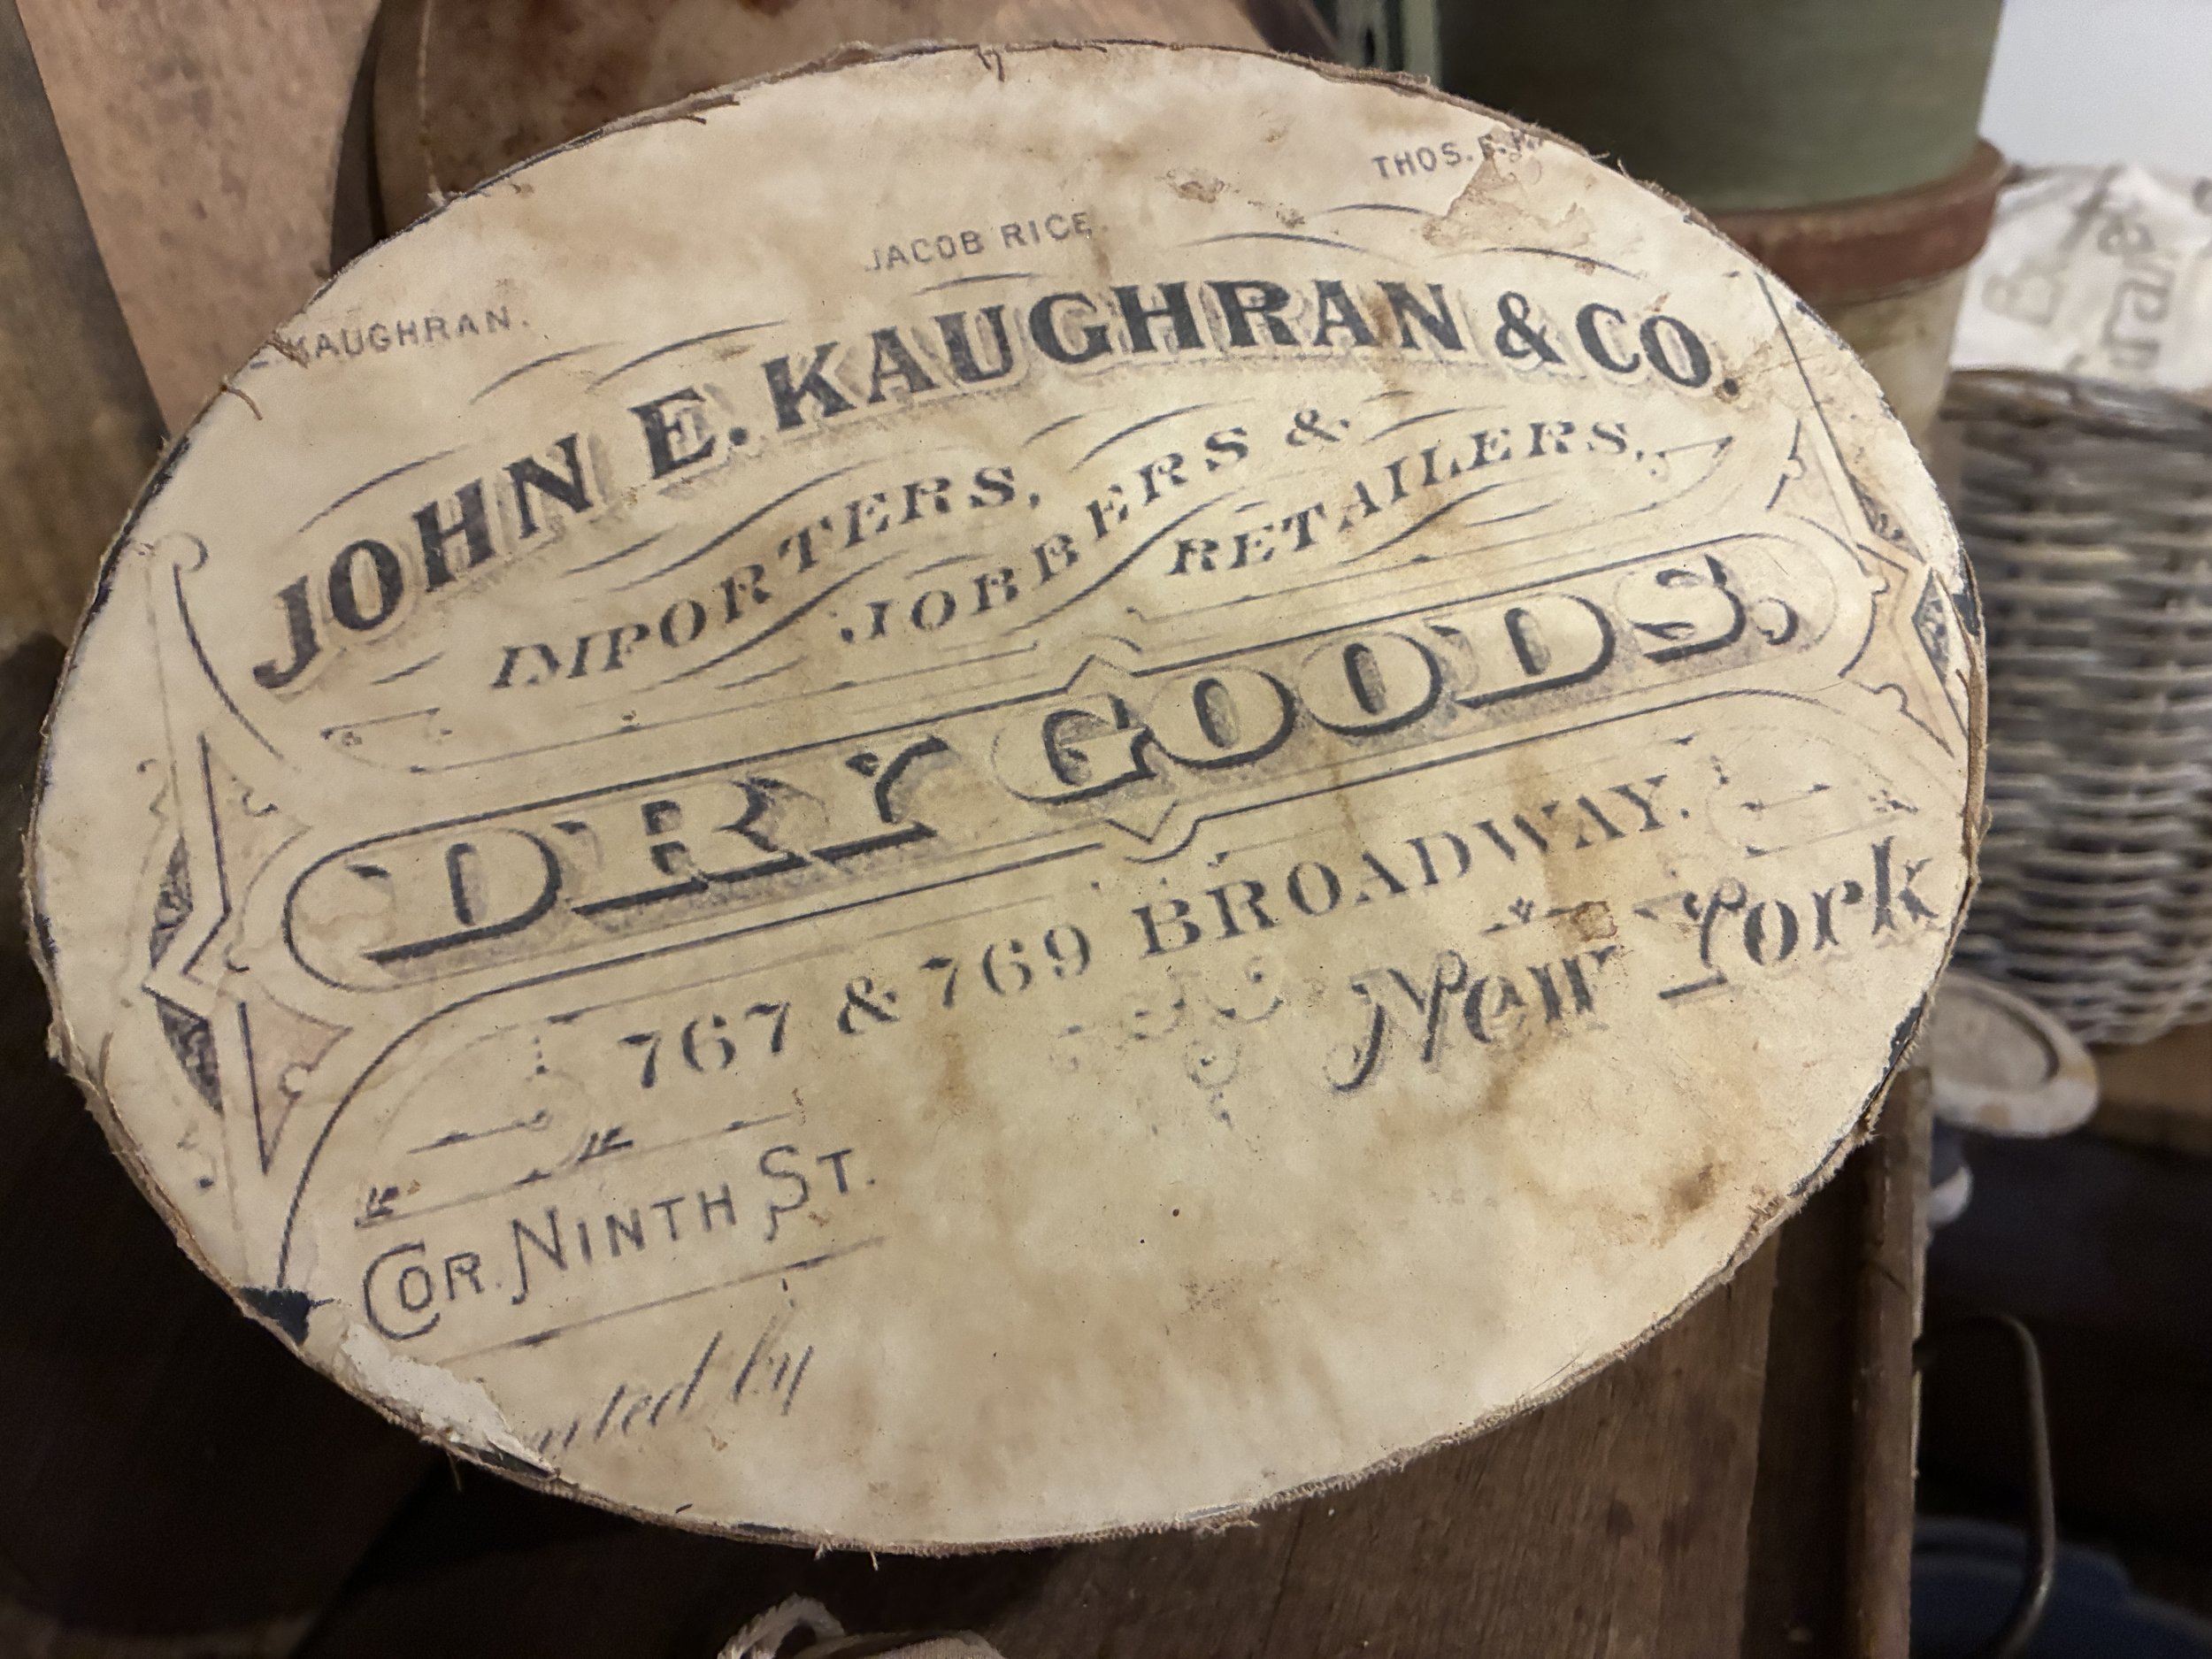 KAUGHRAN.
JACOB RICE.
THOS.
JOHN E. KAUGHRAN & CO.
IMPORTERS,
JOBBERS &
RETAILERS,
DRY GOODS,
767 & 769 BROADWAY.
New York
COR. NINTH ST.
by